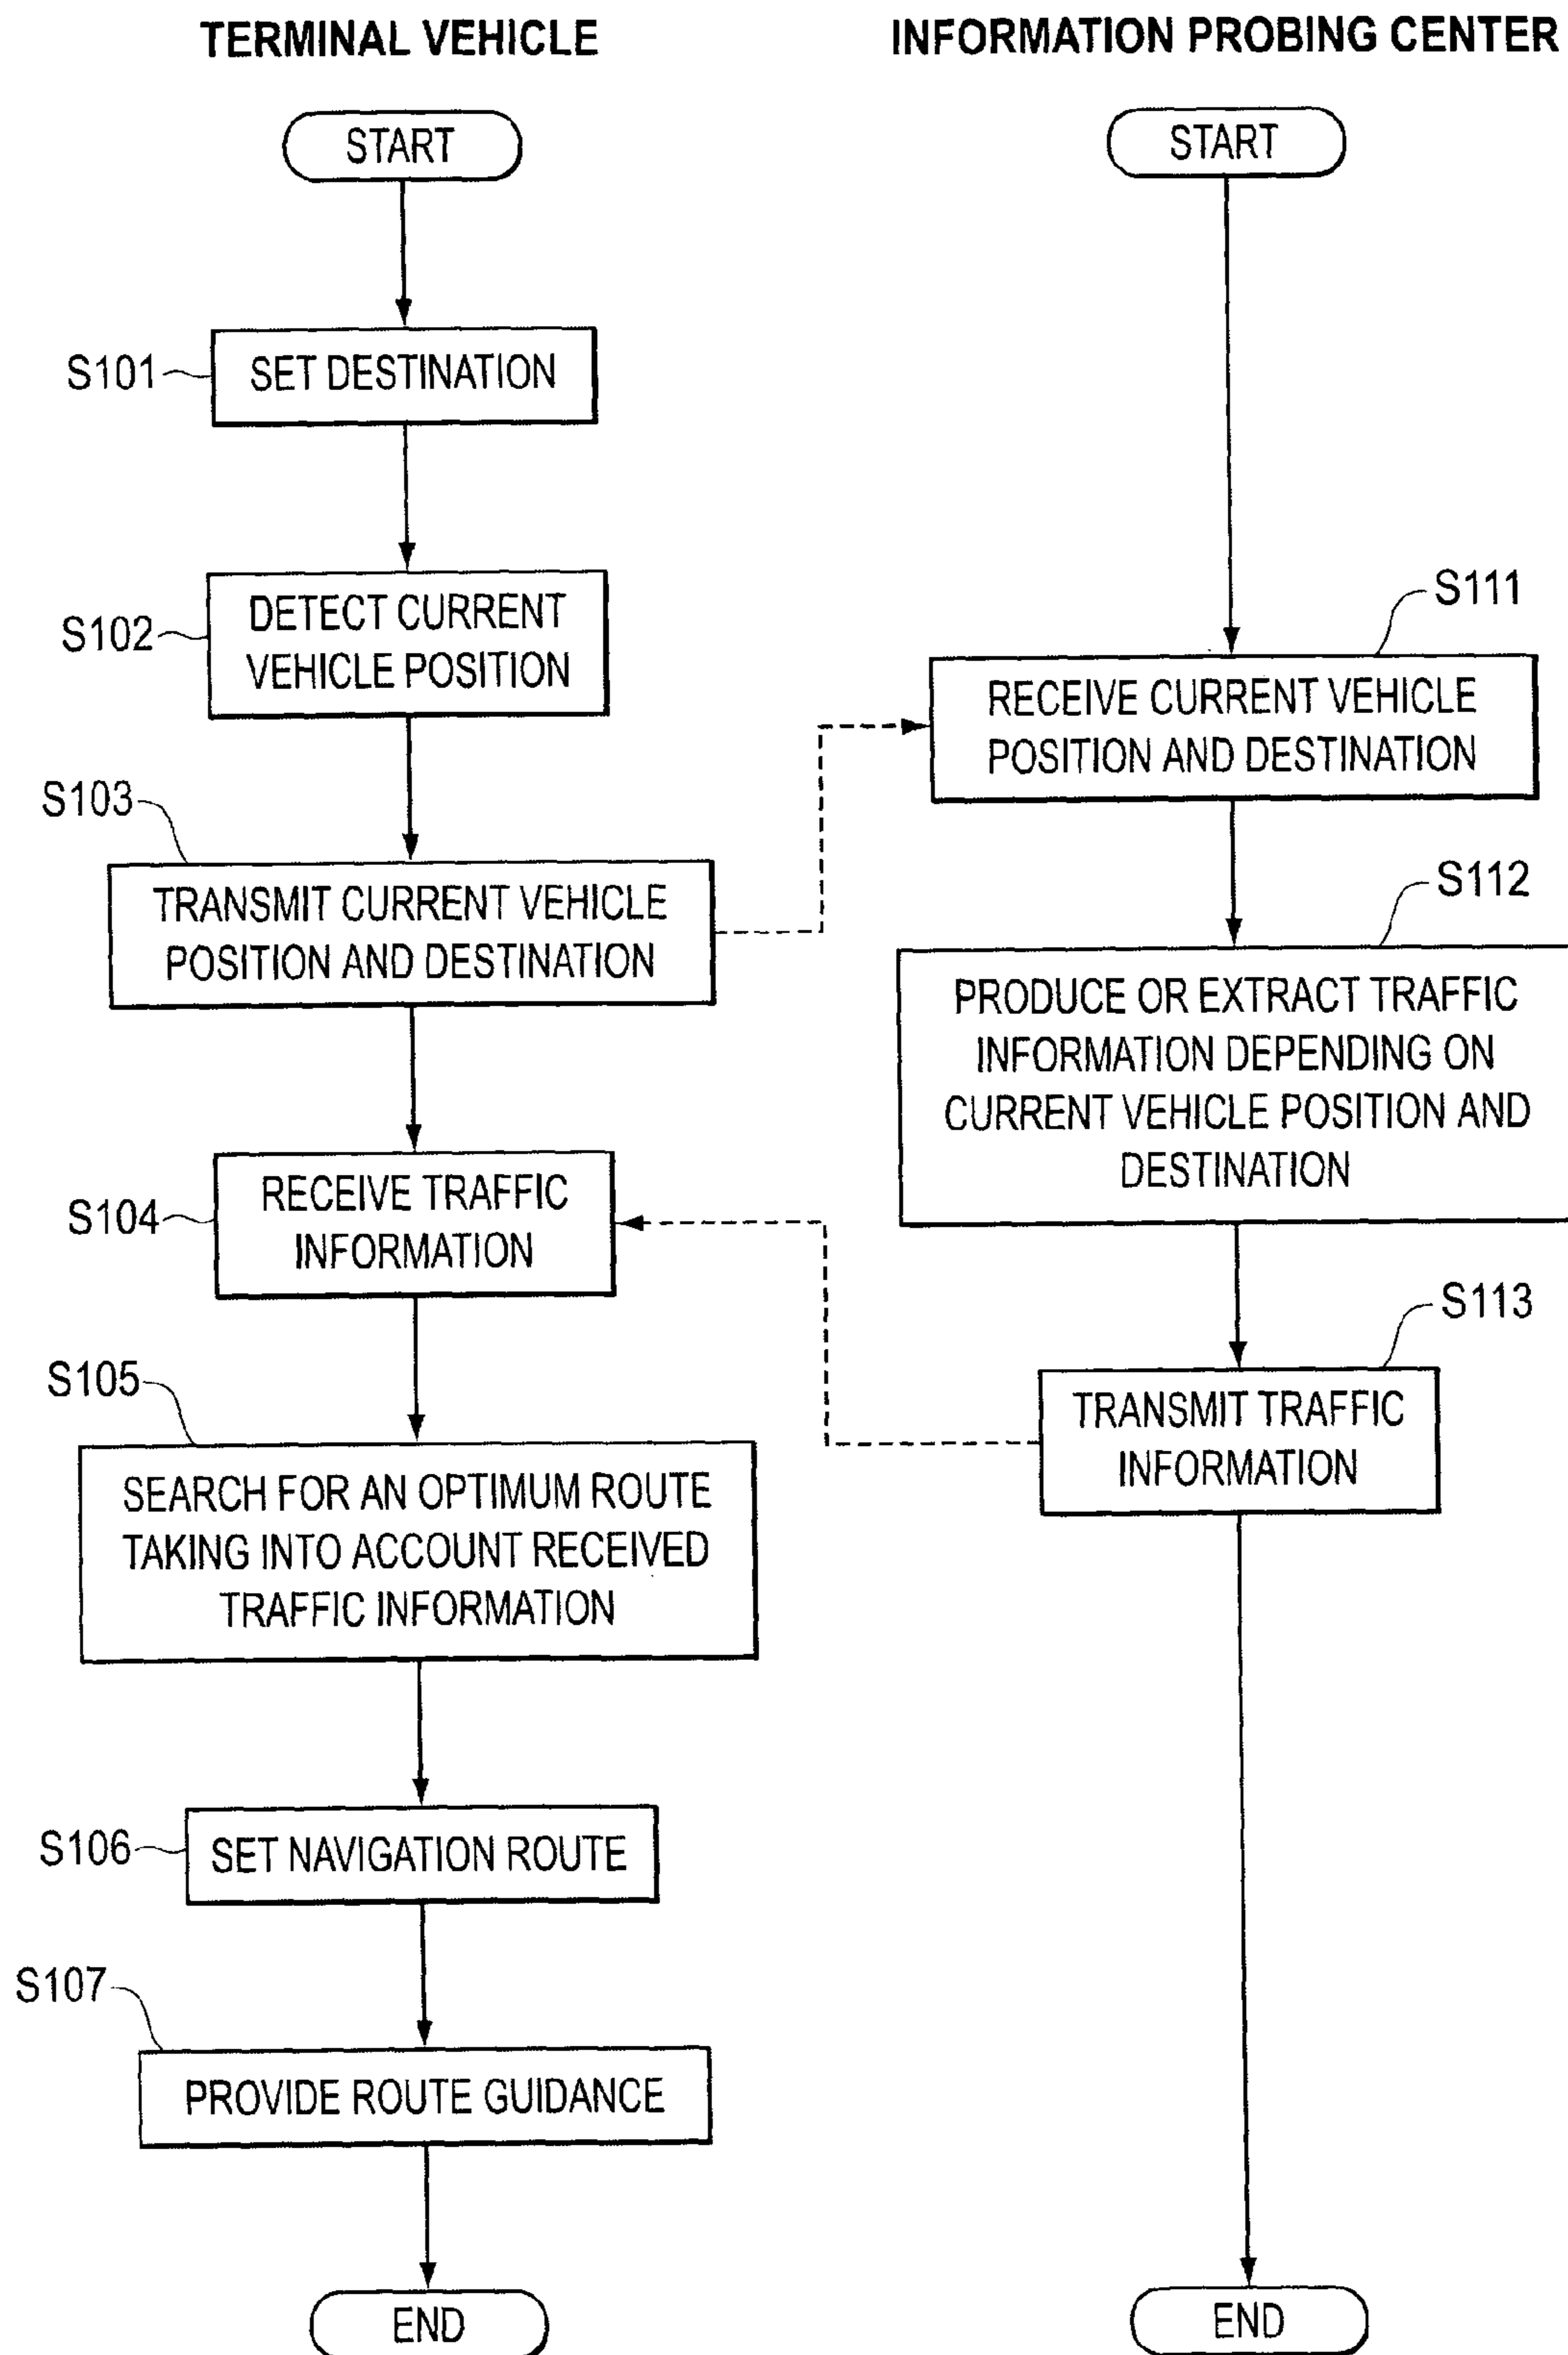 TERMINAL VEHICLE
START
S101
SET DESTINATION
S102
DETECT CURRENT
VEHICLE POSITION
S103
TRANSMIT CURRENT VEHICLE
POSITION AND DESTINATION
S104
RECEIVE TRAFFIC
INFORMATION
S105
SEARCH FOR AN OPTIMUM ROUTE
TAKING INTO ACCOUNT RECEIVED
TRAFFIC INFORMATION
S106
SET NAVIGATION ROUTE
S107
PROVIDE ROUTE GUIDANCE
END
INFORMATION PROBING CENTER
START
S111
RECEIVE CURRENT VEHICLE
POSITION AND DESTINATION
S112
PRODUCE OR EXTRACT TRAFFIC
INFORMATION DEPENDING ON
CURRENT VEHICLE POSITION AND
DESTINATION
S113
TRANSMIT TRAFFIC
INFORMATION
END